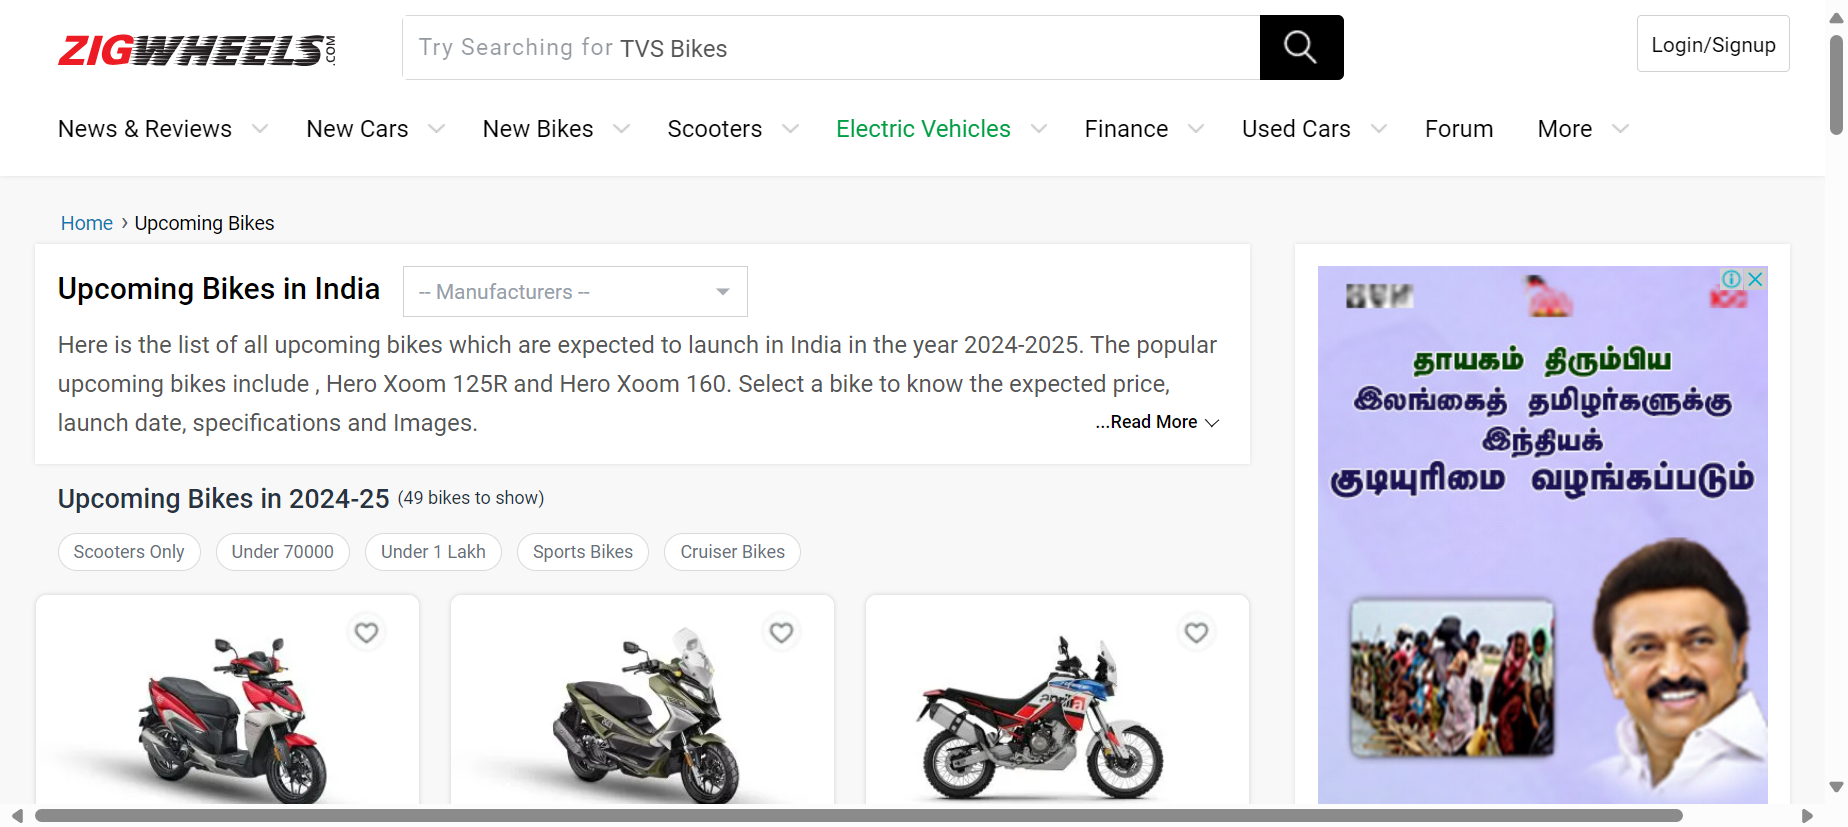 ZIGWHEELS.COM
Try Searching for TVS Bikes
Login/Signup
News & Reviews
New Cars
New Bikes
Scooters
Electric Vehicles
Finance
Used Cars
Forum
More
Home › Upcoming Bikes
Upcoming Bikes in India
-- Manufacturers --
Here is the list of all upcoming bikes which are expected to launch in India in the year 2024-2025. The popular
upcoming bikes include , Hero Xoom 125R and Hero Xoom 160. Select a bike to know the expected price,
launch date, specifications and Images.
...Read More
Upcoming Bikes in 2024-25 (49 bikes to show)
Scooters Only
Under 70000
Under 1 Lakh
Sports Bikes
Cruiser Bikes
aprilia
தாயகம் திரும்பிய
இலங்கைத் தமிழர்களுக்கு
இந்தியக்
குடியுரிமை வழங்கப்படும்